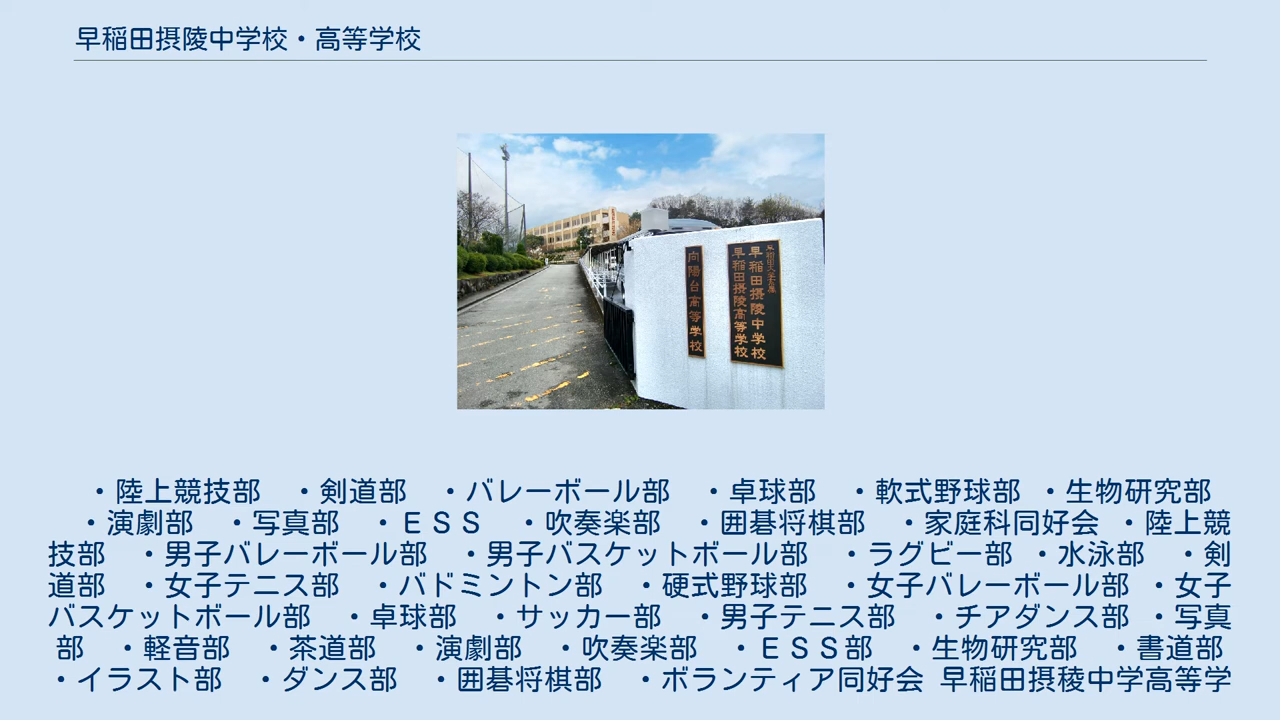 早稲田摂陵中学校・高等学校
向陽台高等学校
早稲田大学系属
早稲田摂陵中学校
早稲田摂陵高等学校
・陸上競技部　・剣道部　・バレーボール部　・卓球部　・軟式野球部 ・生物研究部
・演劇部　・写真部　・ＥＳＳ　・吹奏楽部　・囲碁将棋部　・家庭科同好会 ・陸上競
技部　・男子バレーボール部　・男子バスケットボール部　・ラグビー部 ・水泳部　・剣
道部　・女子テニス部　・バドミントン部　・硬式野球部　・女子バレーボール部 ・女子
バスケットボール部　・卓球部　・サッカー部　・男子テニス部　・チアダンス部 ・写真
部　・軽音部　・茶道部　・演劇部　・吹奏楽部　・ＥＳＳ部　・生物研究部　・書道部
・イラスト部　・ダンス部　・囲碁将棋部　・ボランティア同好会 早稲田摂稜中学高等学